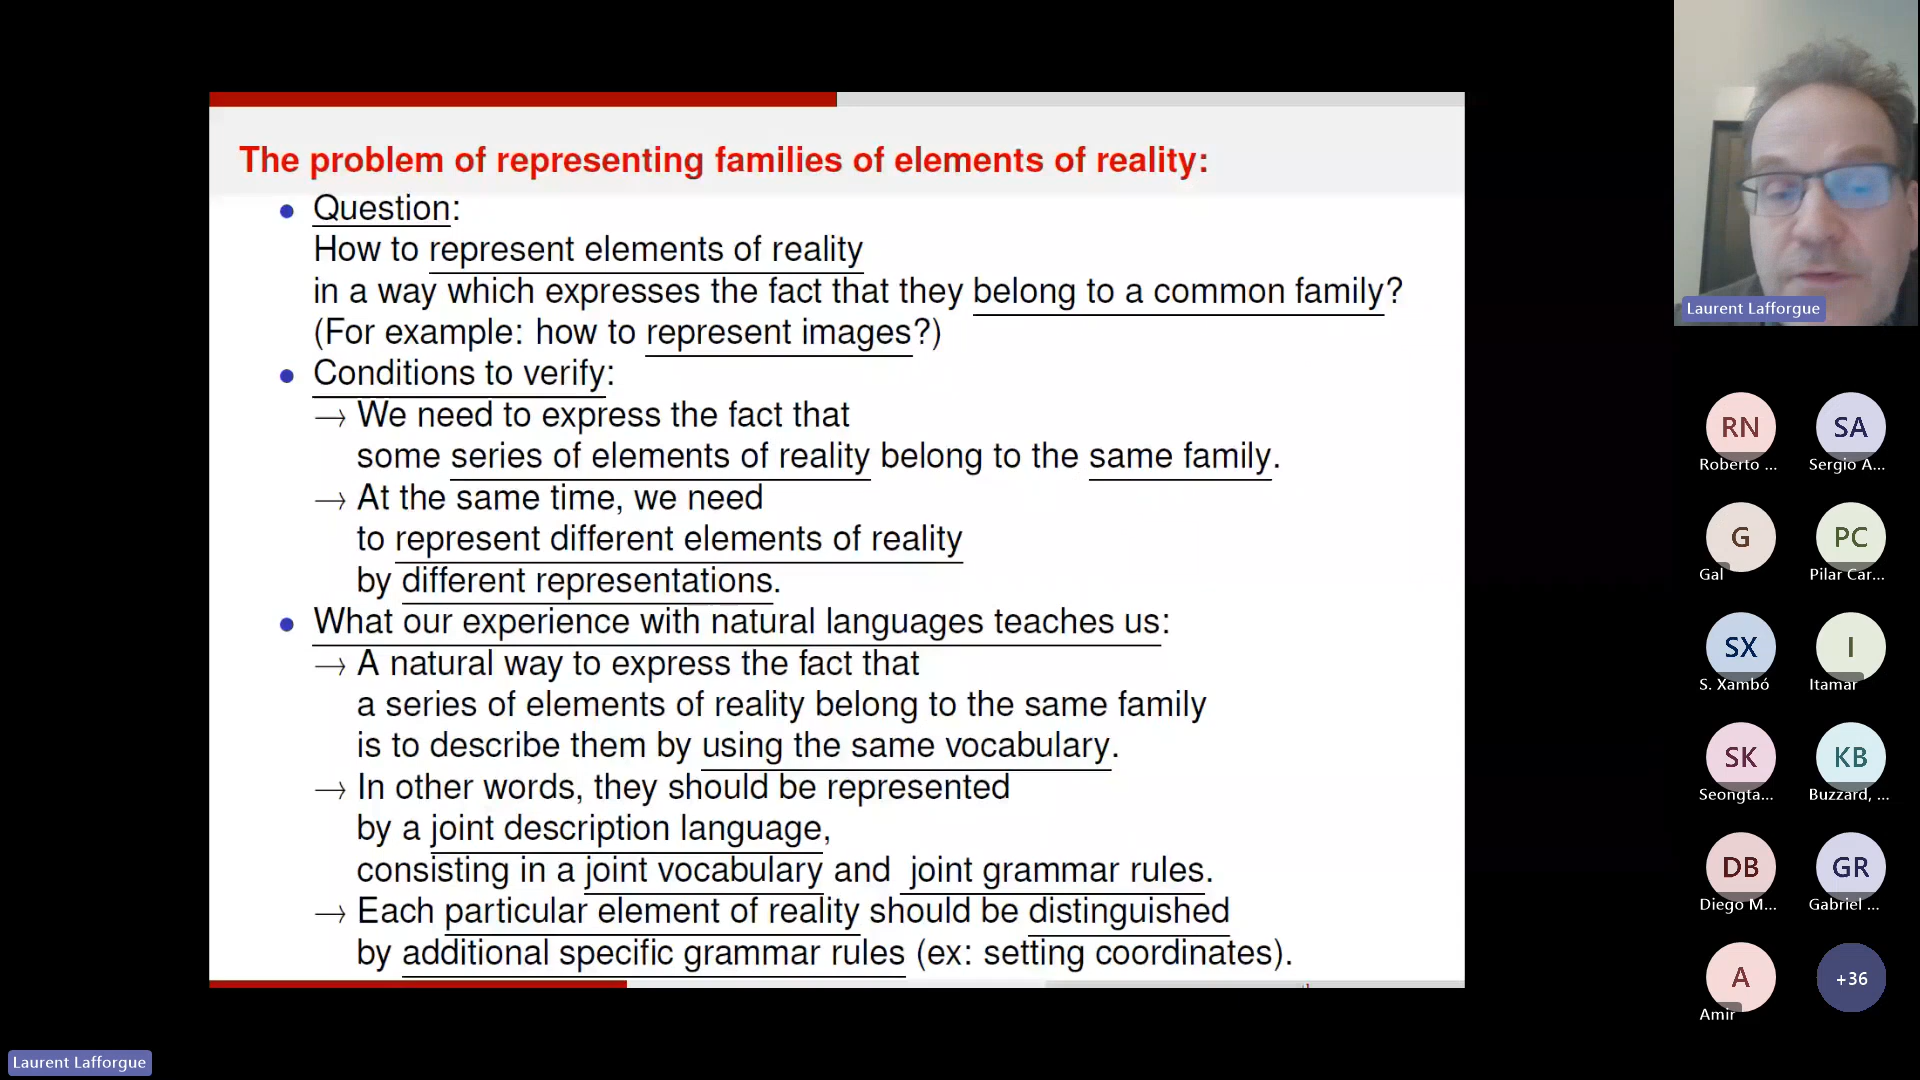 The problem of representing families of elements of reality:
Question:
How to represent elements of reality
in a way which expresses the fact that they belong to a common family?
(For example: how to represent images?)
Conditions to verify:
→ We need to express the fact that
some series of elements of reality belong to the same family.
→ At the same time, we need
to represent different elements of reality
by different representations.
What our experience with natural languages teaches us:
→ A natural way to express the fact that
a series of elements of reality belong to the same family
is to describe them by using the same vocabulary.
→ In other words, they should be represented
by a joint description language,
consisting in a joint vocabulary and joint grammar rules.
→ Each particular element of reality should be distinguished
by additional specific grammar rules (ex: setting coordinates).
Laurent Lafforgue
RN
Roberto ...
SA
Sergio A...
G
Gal
PC
Pilar Car...
SX
S. Xambó
I
Itamar
SK
Seongta...
KB
Buzzard, ...
DB
Diego M...
GR
Gabriel ...
A
Amir
+36
Laurent Lafforgue